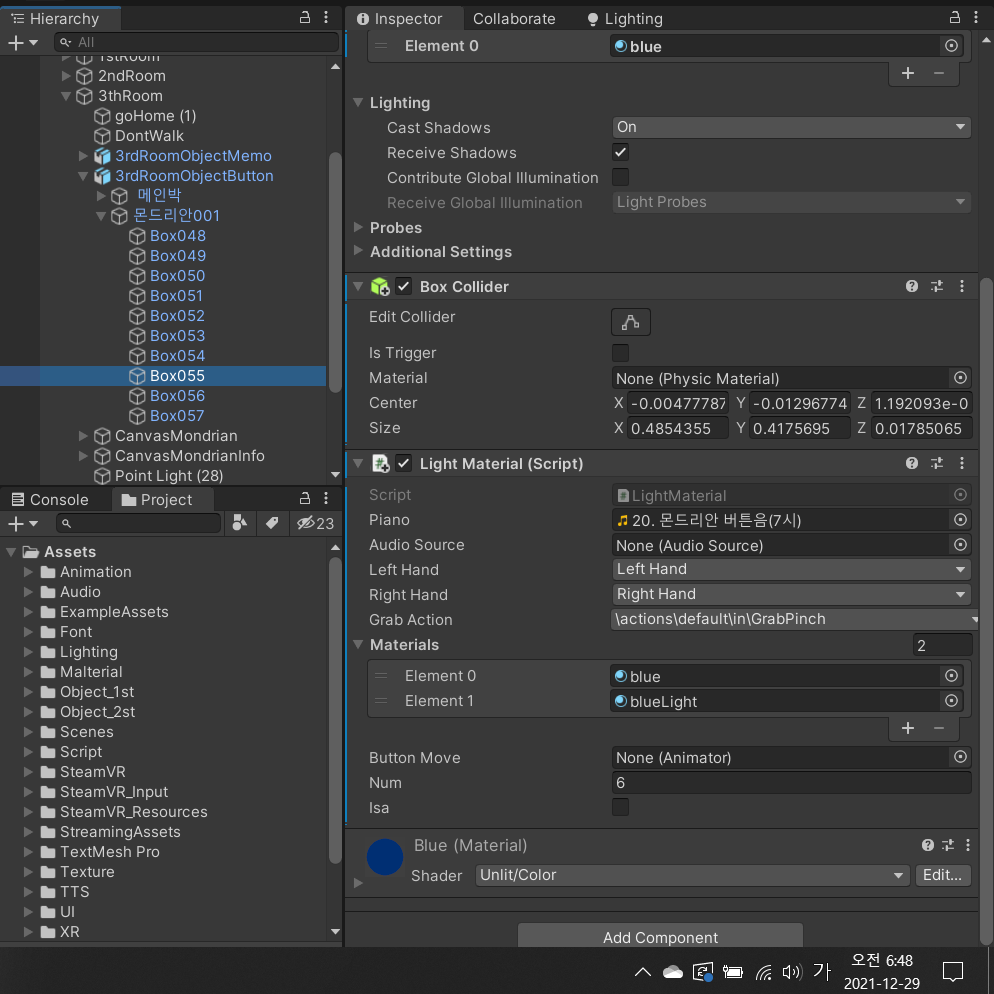 Hierarchy
All
1stRoom
2ndRoom
3thRoom
goHome (1)
DontWalk
3rdRoomObjectMemo
3rdRoomObjectButton
메인박
몬드리안001
Box048
Box049
Box050
Box051
Box052
Box053
Box054
Box055
Box056
Box057
CanvasMondrian
CanvasMondrianInfo
Point Light (28)
Console Project
23
Assets
Animation
Audio
ExampleAssets
Font
Lighting
Malterial
Object_1st
Object_2st
Scenes
Script
SteamVR
SteamVR_Input
SteamVR_Resources
StreamingAssets
TextMesh Pro
Texture
TTS
UI
XR
Inspector Collaborate Lighting
Element 0 blue
Lighting
Cast Shadows On
Receive Shadows
Contribute Global Illumination
Receive Global Illumination Light Probes
Probes
Additional Settings
Box Collider
Edit Collider
Is Trigger
Material None (Physic Material)
Center X -0.00477787 Y -0.01296774 Z 1.192093e-0
Size X 0.4854355 Y 0.4175695 Z 0.01785065
Light Material (Script)
Script LightMaterial
Piano 20. 몬드리안 버튼음(7시)
Audio Source None (Audio Source)
Left Hand Left Hand
Right Hand Right Hand
Grab Action \actions\default\in\GrabPinch
Materials 2
Element 0 blue
Element 1 blueLight
Button Move None (Animator)
Num 6
Isa
Blue (Material)
Shader Unlit/Color Edit...
Add Component
가
오전 6:48
2021-12-29